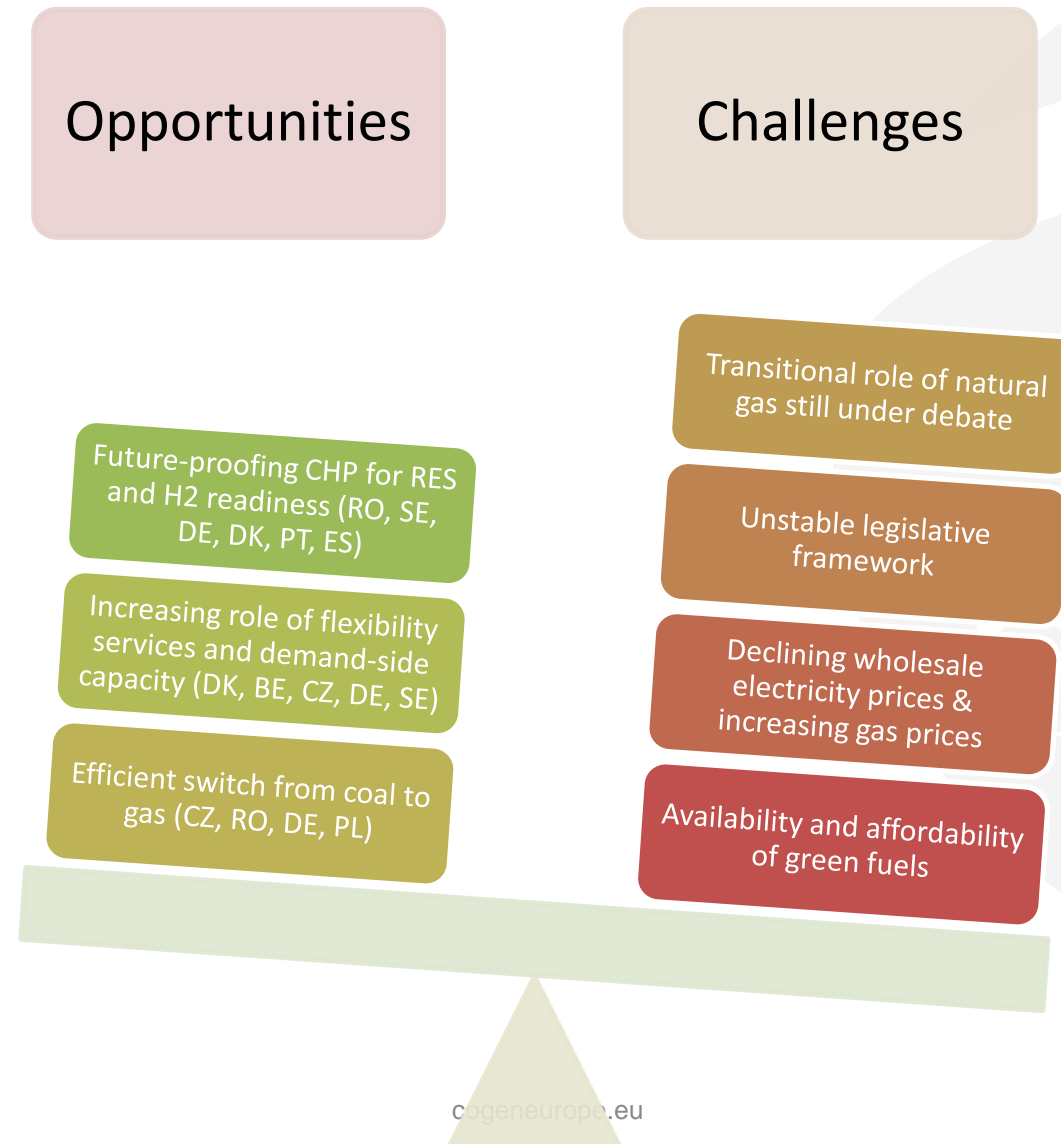 Opportunities
Challenges
Future-proofing CHP for RES
and H2 readiness (RO, SE,
DE, DK, PT, ES)
Increasing role of flexibility
services and demand-side
capacity (DK, BE, CZ, DE, SE)
Efficient switch from coal to
gas (CZ, RO, DE, PL)
Transitional role of natural
gas still under debate
Unstable legislative
framework
Declining wholesale
electricity prices &
increasing gas prices
Availability and affordability
of green fuels
cogeneurope.eu